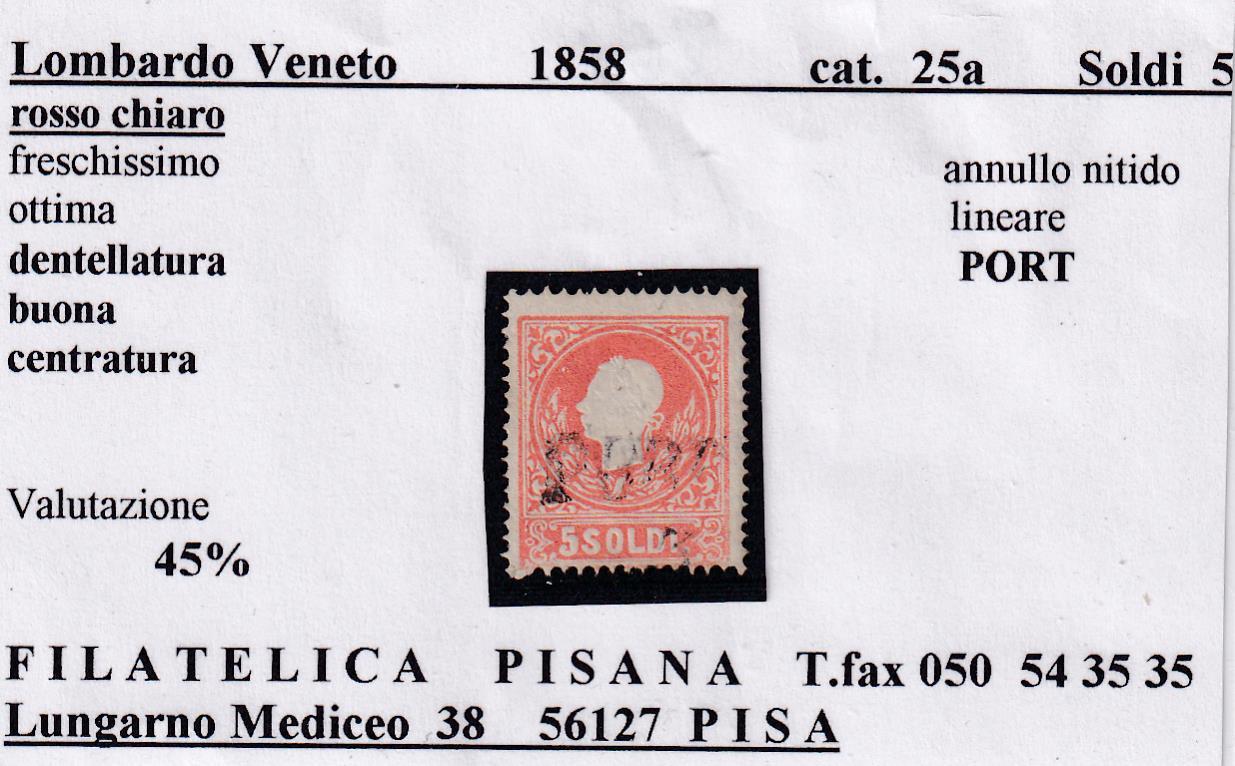 Lombardo Veneto 1858 cat. 25a Soldi 5
rosso chiaro
freschissimo
ottima
dentellatura
buona
centratura
annullo nitido
lineare
PORT
5 SOLDI
Valutazione
45%
FILATELICA PISANA T.fax 050 54 35 35
Lungarno Mediceo 38 56127 PISA